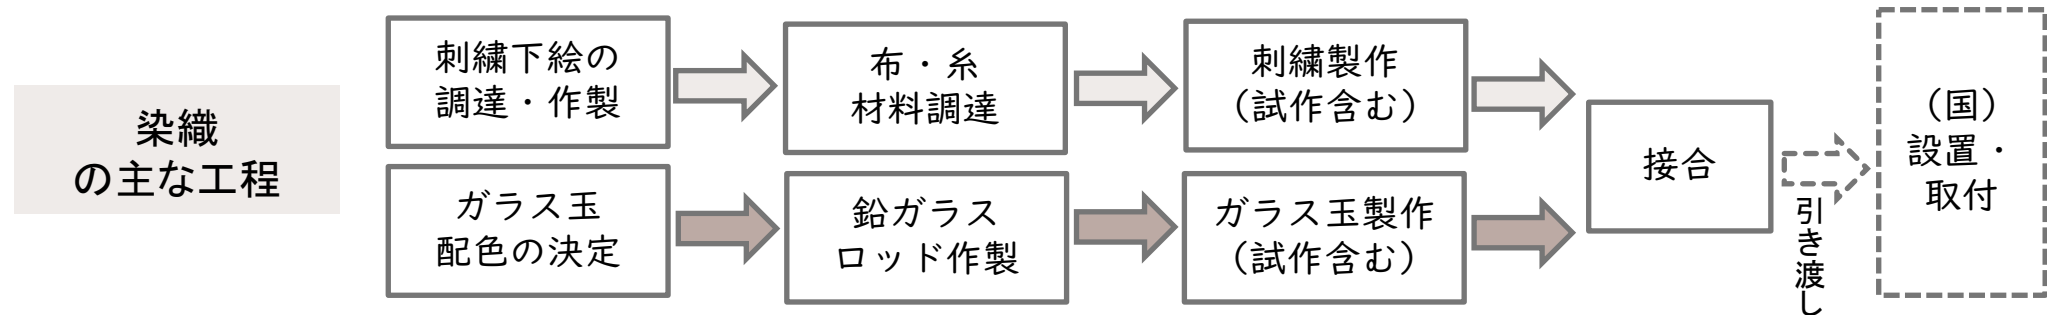 染織
の主な工程
刺繍下絵の
調達・作製
布・糸
材料調達
刺繍製作
(試作含む)
ガラス玉
配色の決定
鉛ガラス
ロッド作製
ガラス玉製作
(試作含む)
接合
引き渡し
(国)
設置・
取付